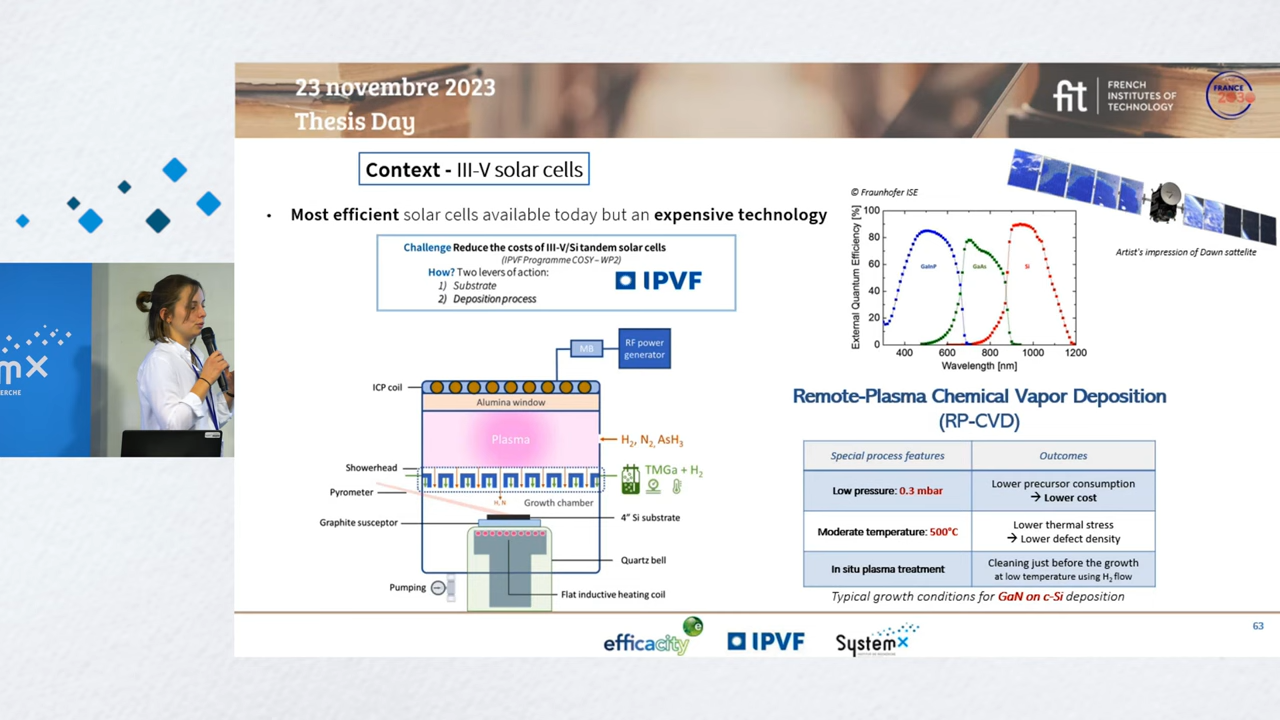 23 novembre 2023
Thesis Day
fit
FRENCH
INSTITUTES OF
TECHNOLOGY
FRANCE
2030
Context - III-V solar cells
• Most efficient solar cells available today but an expensive technology
Challenge Reduce the costs of III-V/Si tandem solar cells
(IPVF Programme COSY – WP2)
How? Two levers of action:
1) Substrate
2) Deposition process
IPVF
© Fraunhofer ISE
External Quantum Efficiency [%]
100
80
60
40
20
0
GaInP
GaAs
Si
400
600
800
1000
1200
Wavelength [nm]
Artist's impression of Dawn sattelite
MB
RF power
generator
ICP coil
Alumina window
Plasma
H₂, N₂, AsH₃
Showerhead
TMGa + H₂
Pyrometer
H, N
Growth chamber
4" Si substrate
Graphite susceptor
Quartz bell
Pumping
Flat inductive heating coil
Remote-Plasma Chemical Vapor Deposition
(RP-CVD)
Special process features
Outcomes
Low pressure: 0.3 mbar
Lower precursor consumption
→ Lower cost
Moderate temperature: 500°C
Lower thermal stress
→ Lower defect density
In situ plasma treatment
Cleaning just before the growth
at low temperature using H₂ flow
Typical growth conditions for GaN on c-Si deposition
63
efficacity
e
IPVF
SystemX
mx
ERCHE